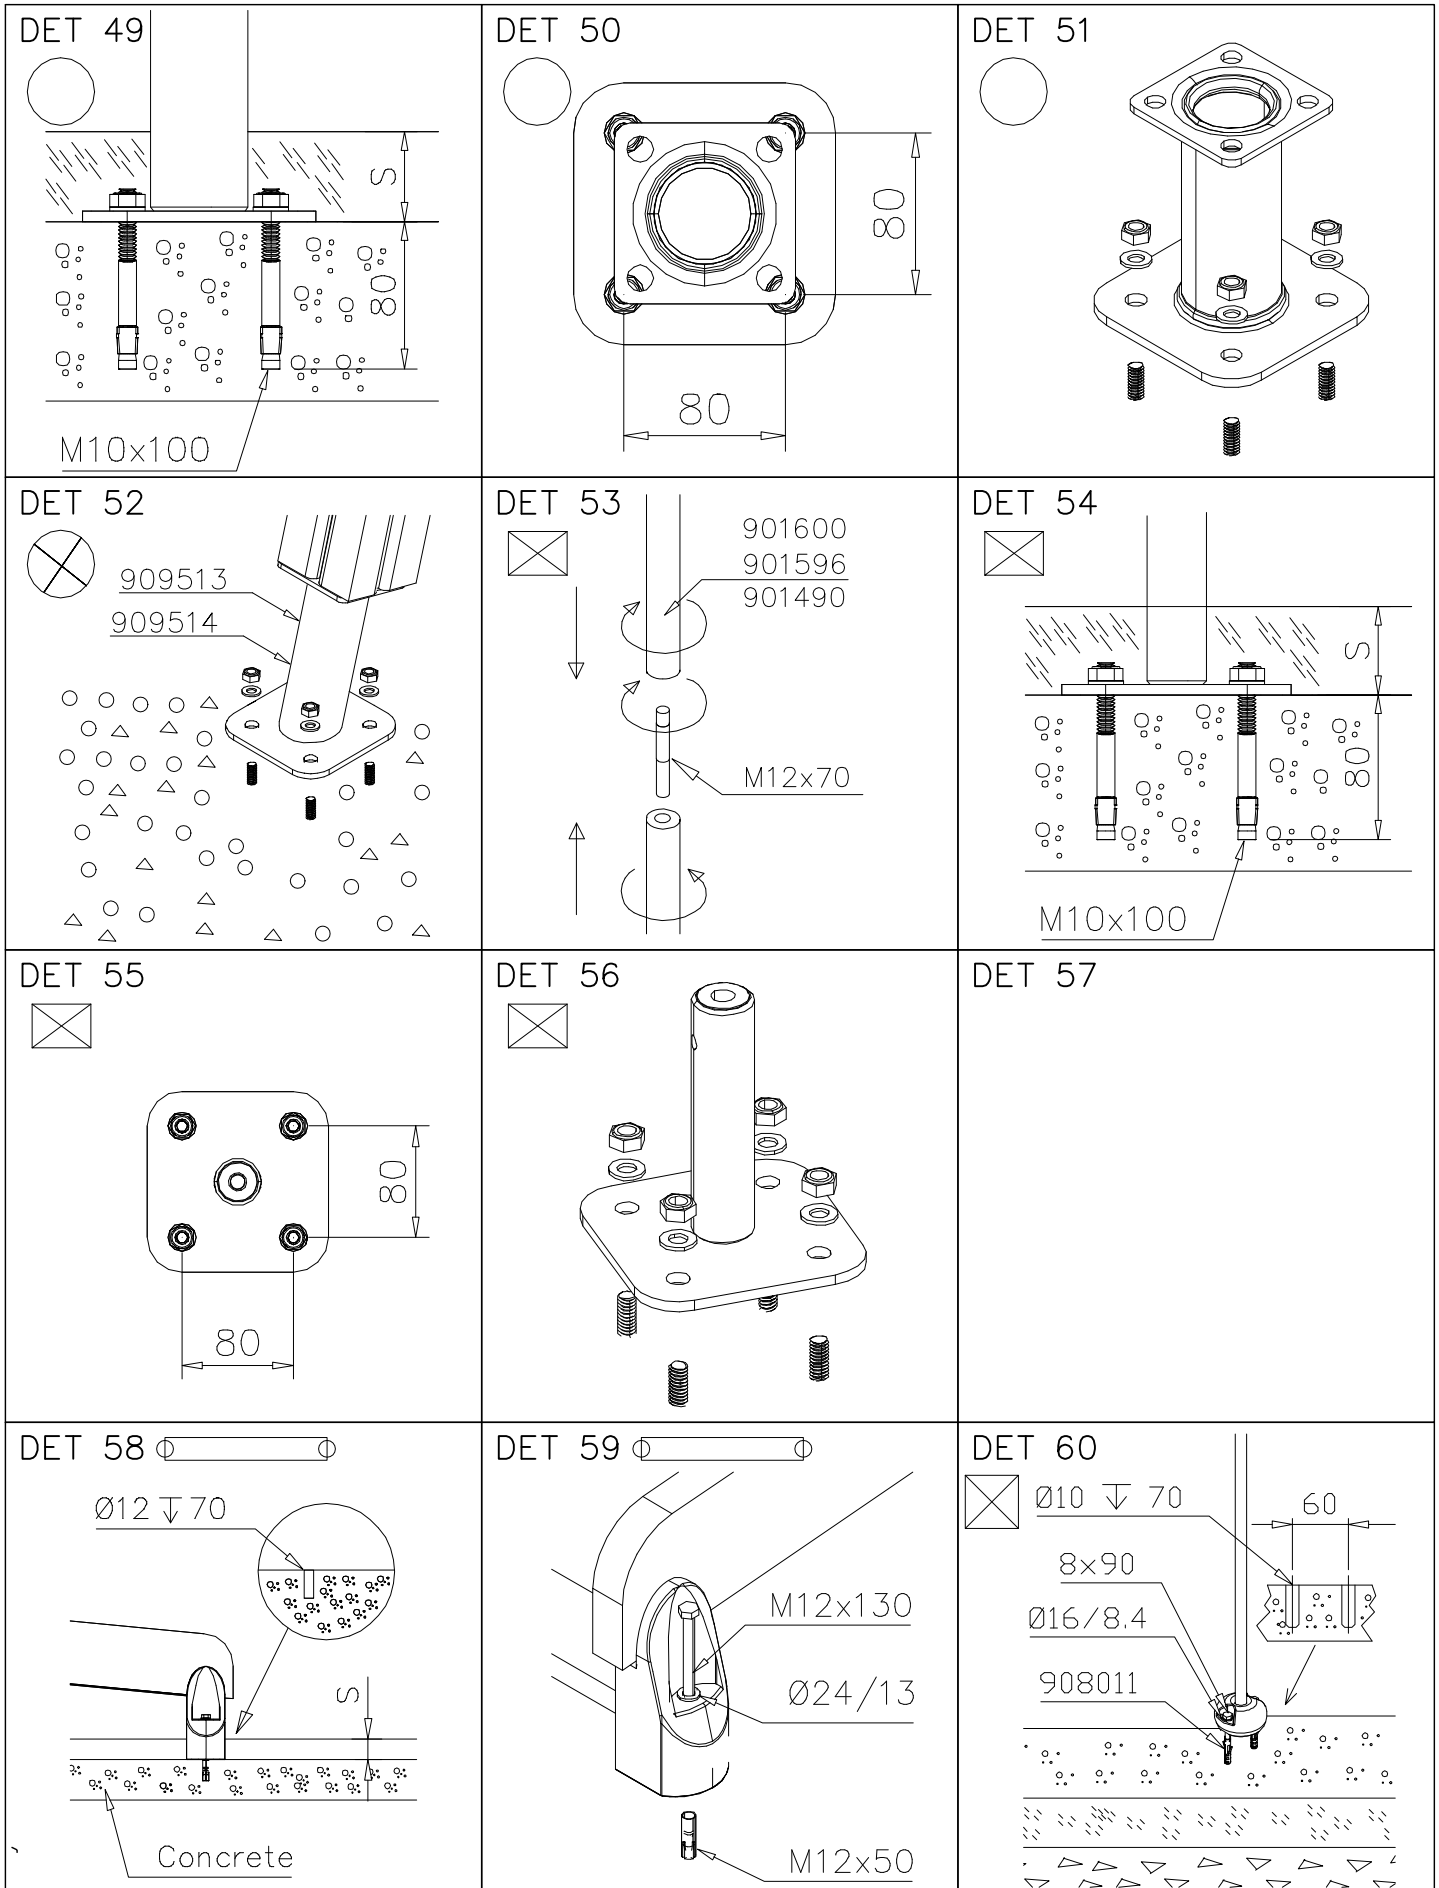 DET 49
S
80
M10x100
DET 50
80
80
DET 51
DET 52
909513
909514
DET 53
901600
901596
901490
M12x70
DET 54
S
80
M10x100
DET 55
80
80
DET 56
DET 57
DET 58
Ø12 ↧ 70
S
Concrete
DET 59
M12x130
Ø24/13
M12x50
DET 60
Ø10 ↧ 70
60
8x90
Ø16/8.4
908011